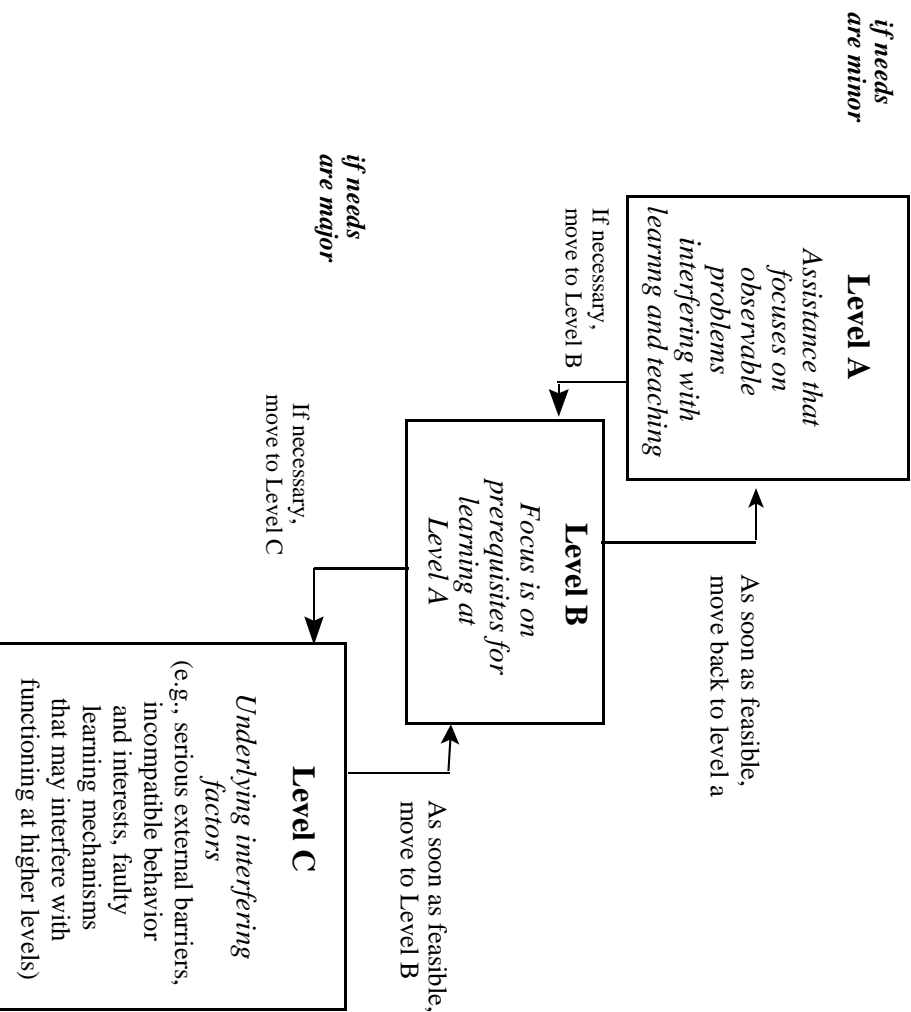 if needs
are minor
Level A
Assistance that
focuses on
observable
problems
interfering with
learnng and teaching
If necessary,
move to Level B
As soon as feasible,
move back to level a
if needs
are major
Level B
Focus is on
prerequisites for
learning at
Level A
If necessary,
move to Level C
As soon as feasible,
move to Level B
Level C
Underlying interfering
factors
(e.g., serious external barriers,
incompatible behavior
and interests, faulty
learning mechanisms
that may interfere with
functioning at higher levels)